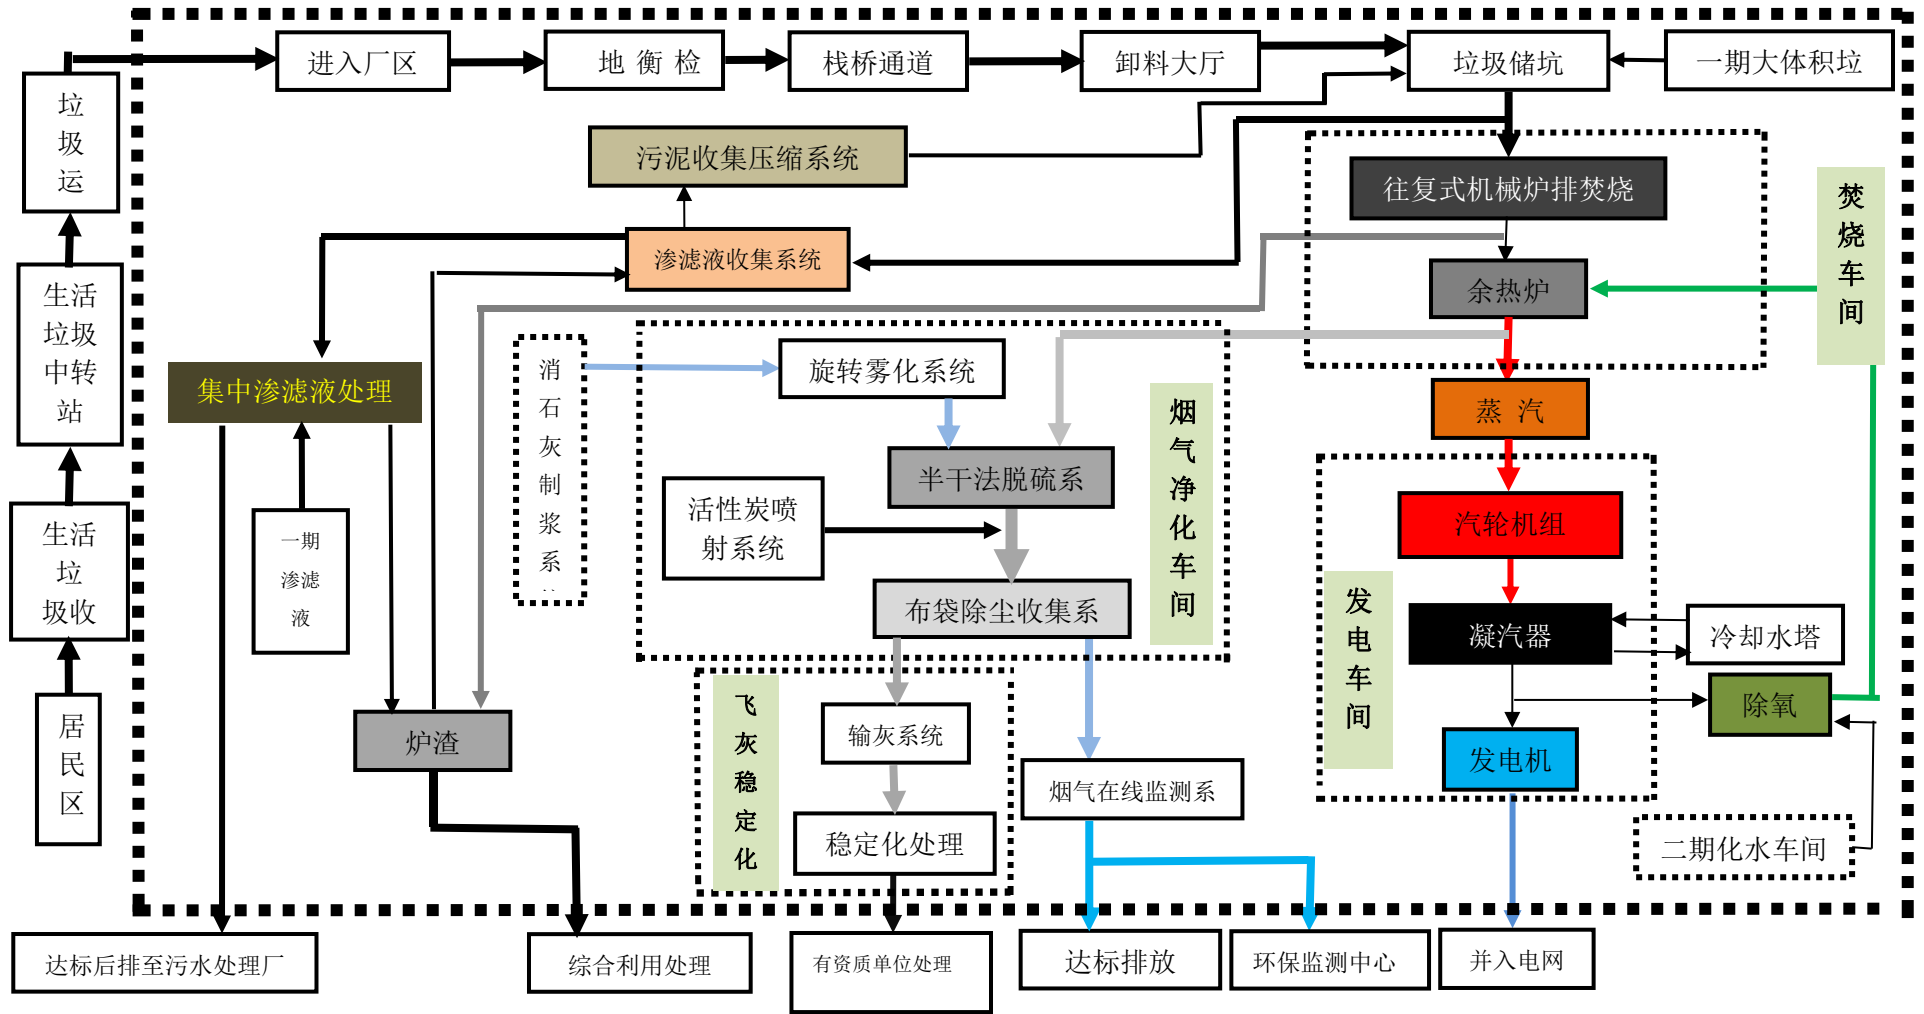 进入厂区
地 衡 检
栈桥通道
卸料大厅
垃圾储坑
一期大体积垃
垃
圾
运
污泥收集压缩系统
往复式机械炉排焚烧
焚
烧
车
间
渗滤液收集系统
余热炉
生活
垃圾
中转
站
消
石
灰
制
浆
系
旋转雾化系统
集中渗滤液处理
蒸 汽
烟
气
净
化
车
间
半干法脱硫系
活性炭喷
射系统
汽轮机组
生活
垃
圾收
一期
渗滤
液
布袋除尘收集系
发
电
车
间
凝汽器
冷却水塔
除氧
居
民
区
飞
灰
稳
定
化
输灰系统
炉渣
发电机
烟气在线监测系
稳定化处理
二期化水车间
达标后排至污水处理厂
综合利用处理
有资质单位处理
达标排放
环保监测中心
并入电网